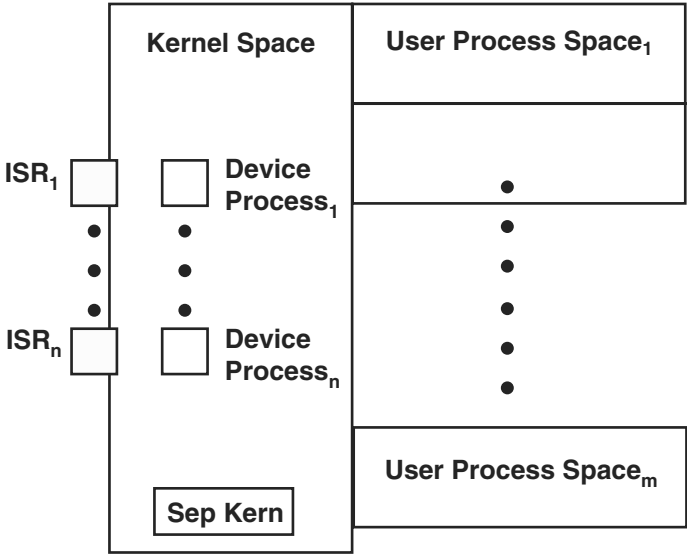 Kernel Space
User Process Space₁
ISR₁
Device
Process₁
ISRₙ
Device
Processₙ
Sep Kern
User Process Spaceₘ